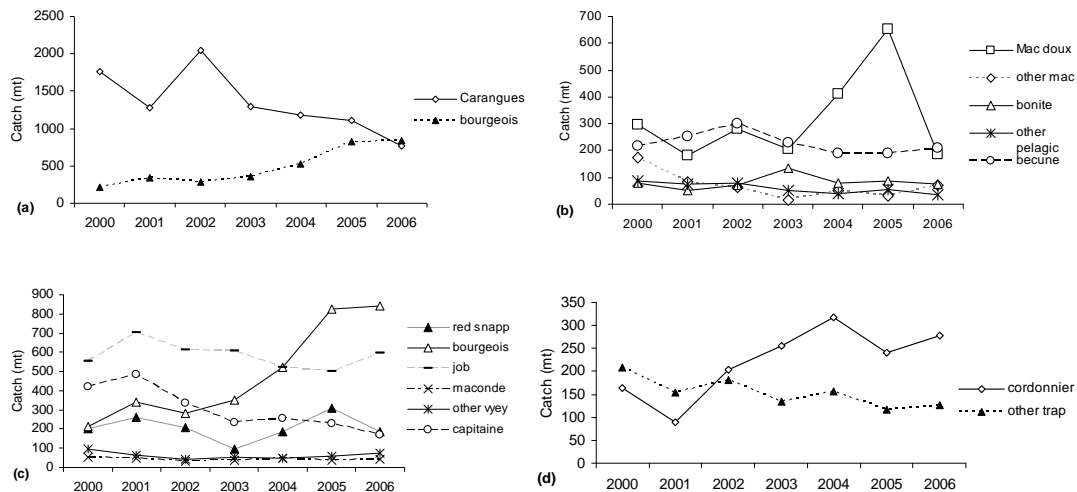 2500
2000
1500
1000
500
0
Catch (mt)
2000 2001 2002 2003 2004 2005 2006
Carangues
bourgeois
(a)
700
600
500
400
300
200
100
0
Catch (mt)
2000 2001 2002 2003 2004 2005 2006
Mac doux
other mac
bonite
other
pelagic
becune
(b)
900
800
700
600
500
400
300
200
100
0
Catch (mt)
2000 2001 2002 2003 2004 2005 2006
red snapp
bourgeois
job
maconde
other vyey
capitaine
(c)
350
300
250
200
150
100
50
0
Catch (mt)
2000 2001 2002 2003 2004 2005 2006
cordonnier
other trap
(d)